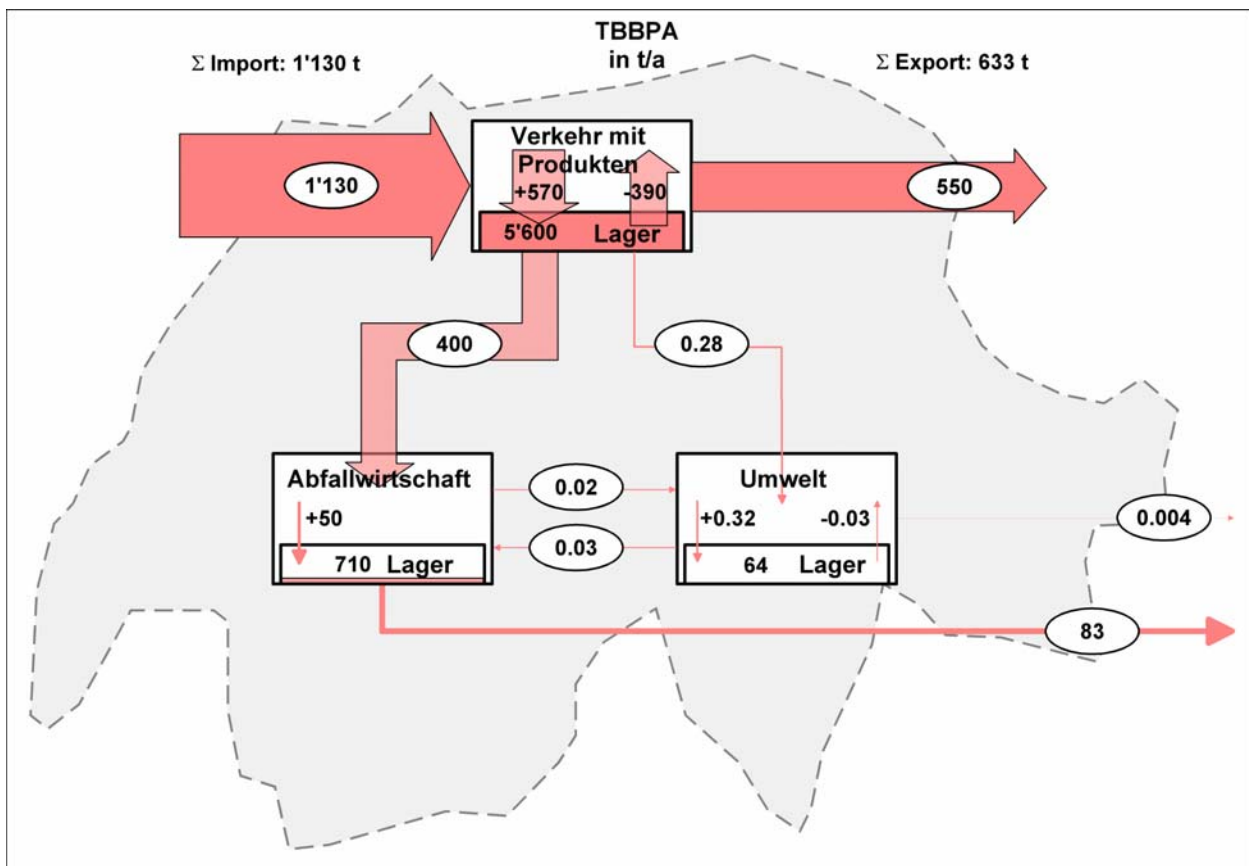 TBBPA
in t/a
Σ Import: 1'130 t
Σ Export: 633 t
Verkehr mit
Produkten
+570
-390
5'600 Lager
1'130
550
400
0.28
Abfallwirtschaft
+50
710 Lager
0.02
0.03
Umwelt
+0.32
-0.03
64 Lager
0.004
83